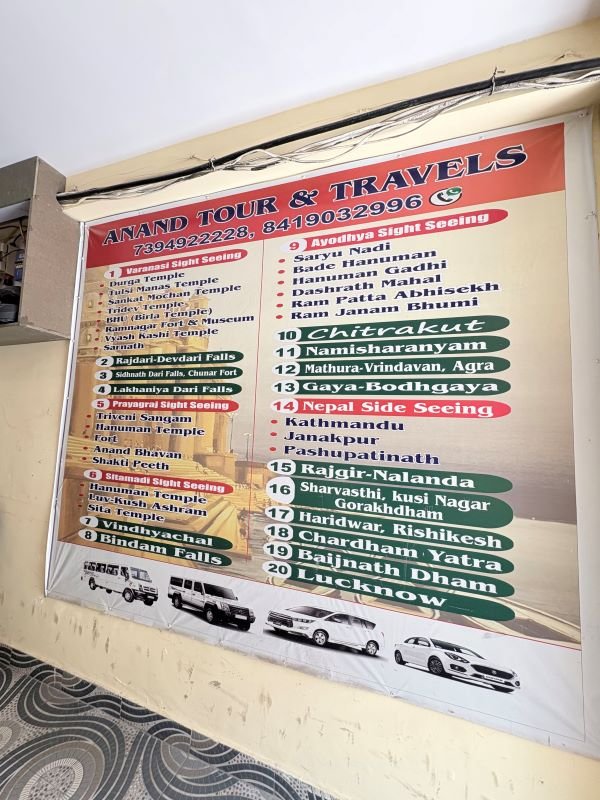 ANAND TOUR & TRAVELS
7394922228, 8419032996
1 Varanasi Sight Seeing
Durga Temple
Tulsi Manas Temple
Sankat Mochan Temple
Tridev Temple
BHU (Birla Temple)
Ramnagar Fort & Museum
Vyash Kashi Temple
Sarnath
2 Rajdari-Devdari Falls
3 Sidhnath Dari Falls, Chunar Fort
4 Lakhaniya Dari Falls
5 Prayagraj Sight Seeing
Triveni Sangam
Hanuman Temple
Fort
Anand Bhavan
Shakti Peeth
6 Sitamadi Sight Seeing
Hanuman Temple
Luv-Kush Ashram
Sita Temple
7 Vindhyachal
8 Bindam Falls
9 Ayodhya Sight Seeing
Saryu Nadi
Bade Hanuman
Hanuman Gadhi
Dashrath Mahal
Ram Patta Abhisekh
Ram Janam Bhumi
10 Chitrakut
11 Namisharanyam
12 Mathura-Vrindavan, Agra
13 Gaya-Bodhgaya
14 Nepal Side Seeing
Kathmandu
Janakpur
Pashupatinath
15 Rajgir-Nalanda
16 Sharvasthi, kusi Nagar
Gorakhdham
17 Haridwar, Rishikesh
18 Chardham Yatra
19 Baijnath Dham
20 Lucknow